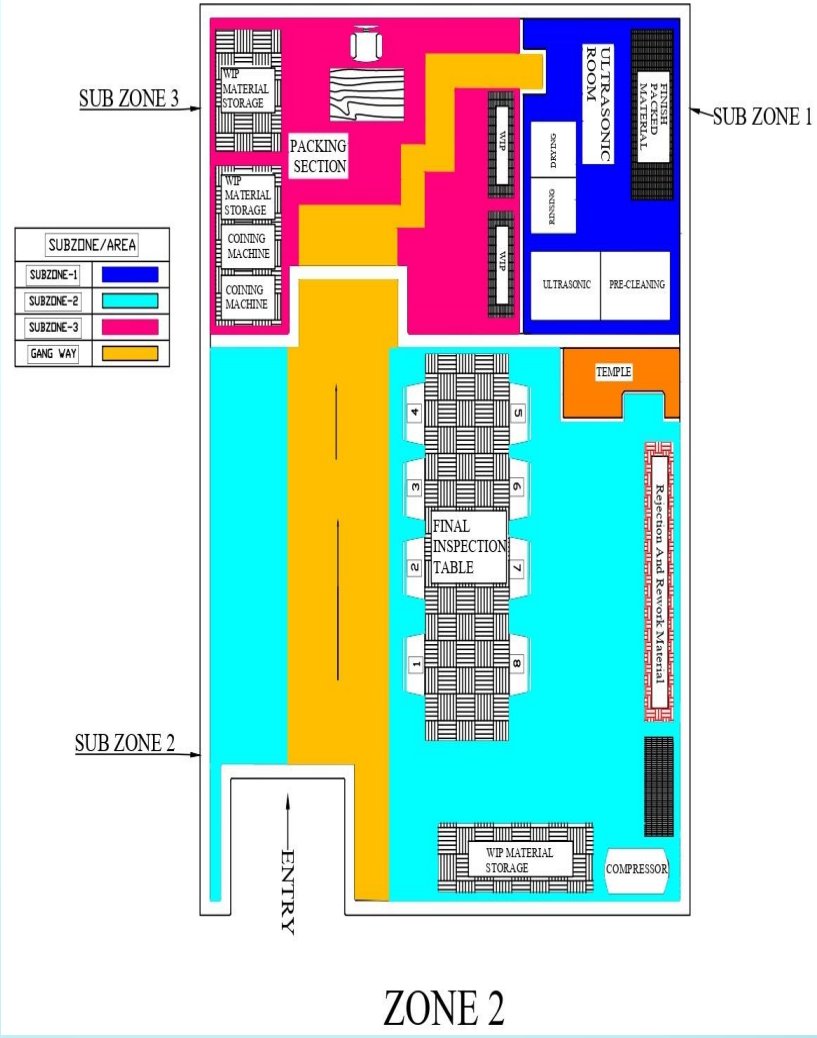 WIP
MATERIAL
STORAGE
SUB ZONE 3
PACKING
SECTION
WIP
MATERIAL
STORAGE
COINING
MACHINE
COINING
MACHINE
WIP
WIP
ULTRASONIC
ROOM
FINISH
PACKED
MATERIAL
SUB ZONE 1
DRYING
RINSING
ULTRASONIC
PRE-CLEANING
SUBZONE/AREA
SUBZONE-1
SUBZONE-2
SUBZONE-3
GANG WAY
TEMPLE
4
5
3
6
FINAL
INSPECTION
TABLE
2
7
1
8
Rejection And Rework Material
SUB ZONE 2
ENTRY
WIP MATERIAL
STORAGE
COMPRESSOR
ZONE 2